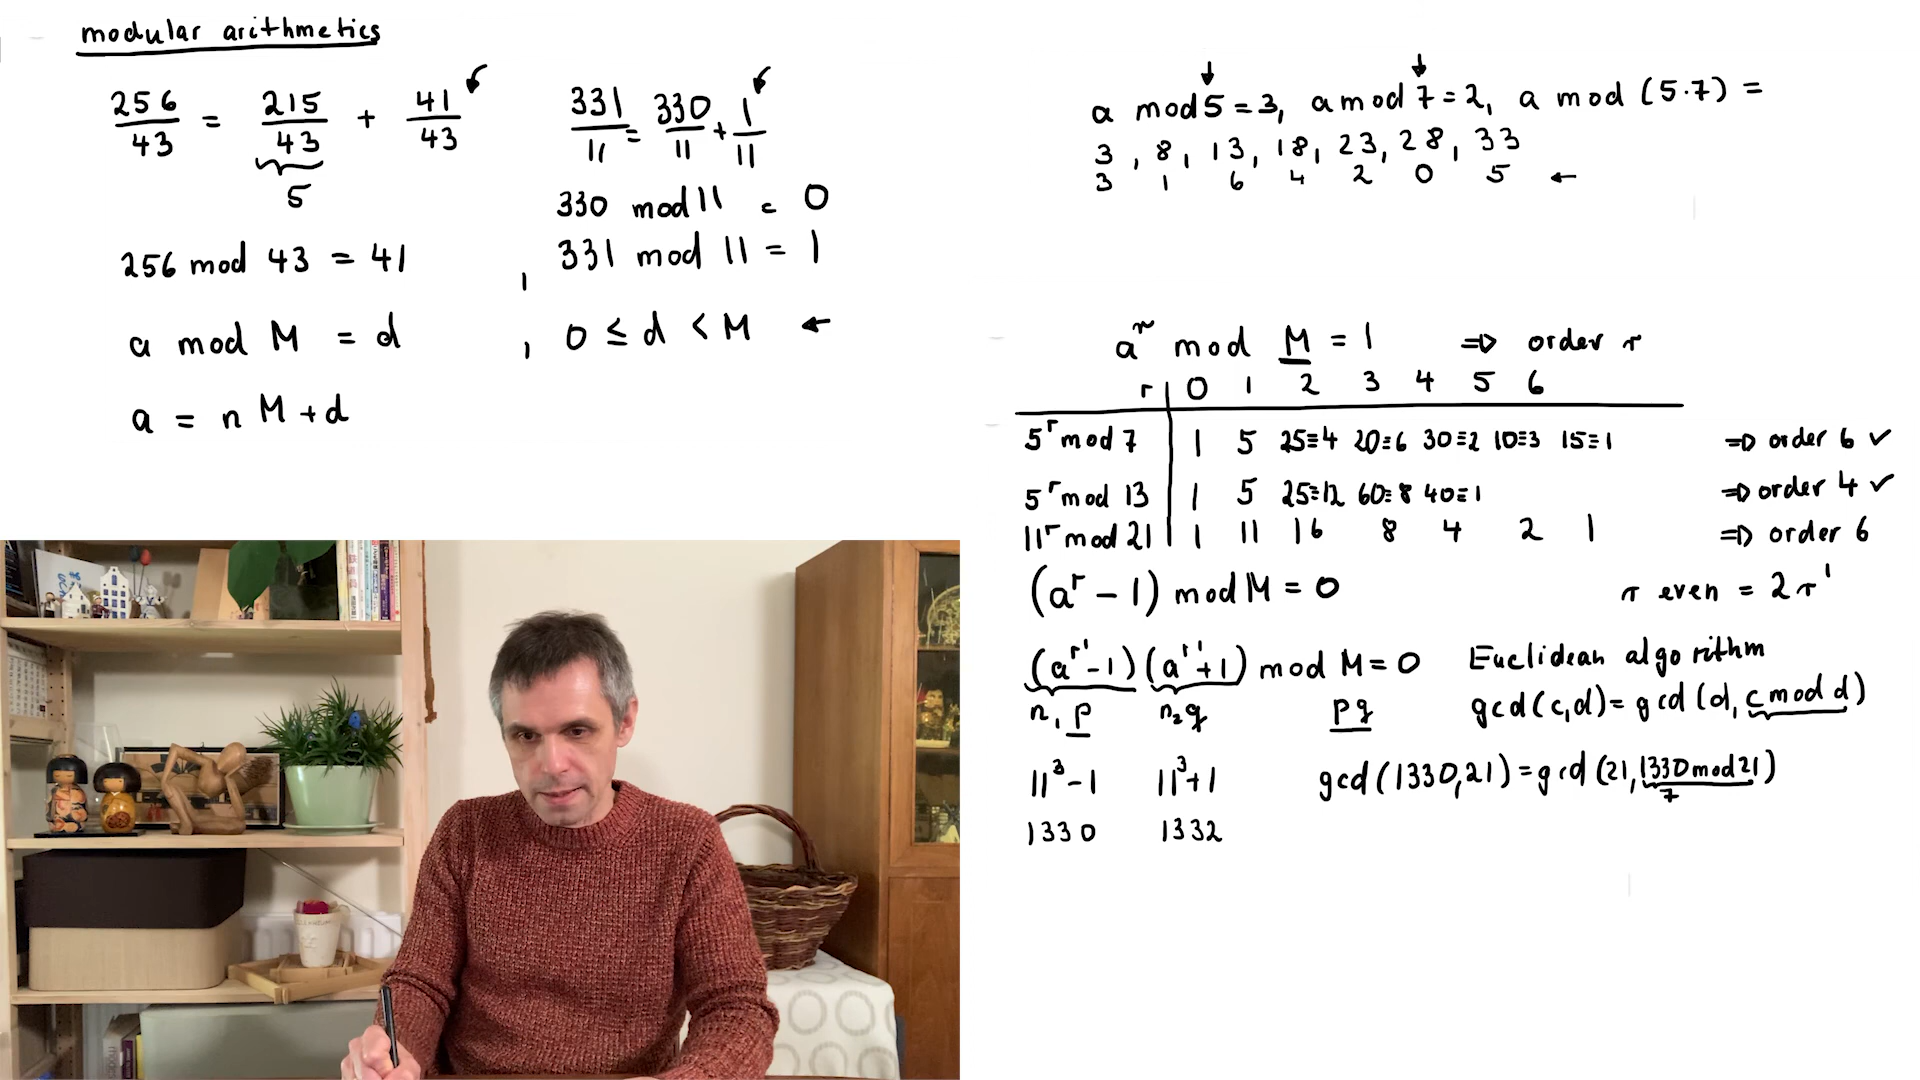 modular arithmetics
256/43 = 215/43 + 41/43
5
331/11 = 330/11 + 1/11
330 mod 11 = 0
256 mod 43 = 41 , 331 mod 11 = 1
a mod M = d , 0 ≤ d < M ←
a = n M + d
↓ ↓
a mod 5 = 3, a mod 7 = 2, a mod (5·7) =
3, 8, 13, 18, 23, 28, 33
3 1 6 4 2 0 5 ←
a^r mod M = 1 ⇒ order r
r | 0 1 2 3 4 5 6
5^r mod 7 | 1 5 25≡4 20≡6 30≡2 10≡3 15≡1 ⇒ order 6 ✓
5^r mod 13 | 1 5 25≡12 60≡8 40≡1 ⇒ order 4 ✓
11^r mod 21 | 1 11 16 8 4 2 1 ⇒ order 6
(a^r - 1) mod M = 0 r even = 2r'
(a^r' - 1)(a^r' + 1) mod M = 0 Euclidean algorithm
n₁p n₂q pq gcd(c,d) = gcd(d, c mod d)
11³-1 11³+1 gcd(1330,21) = gcd(21, 1330 mod 21)
7
1330 1332